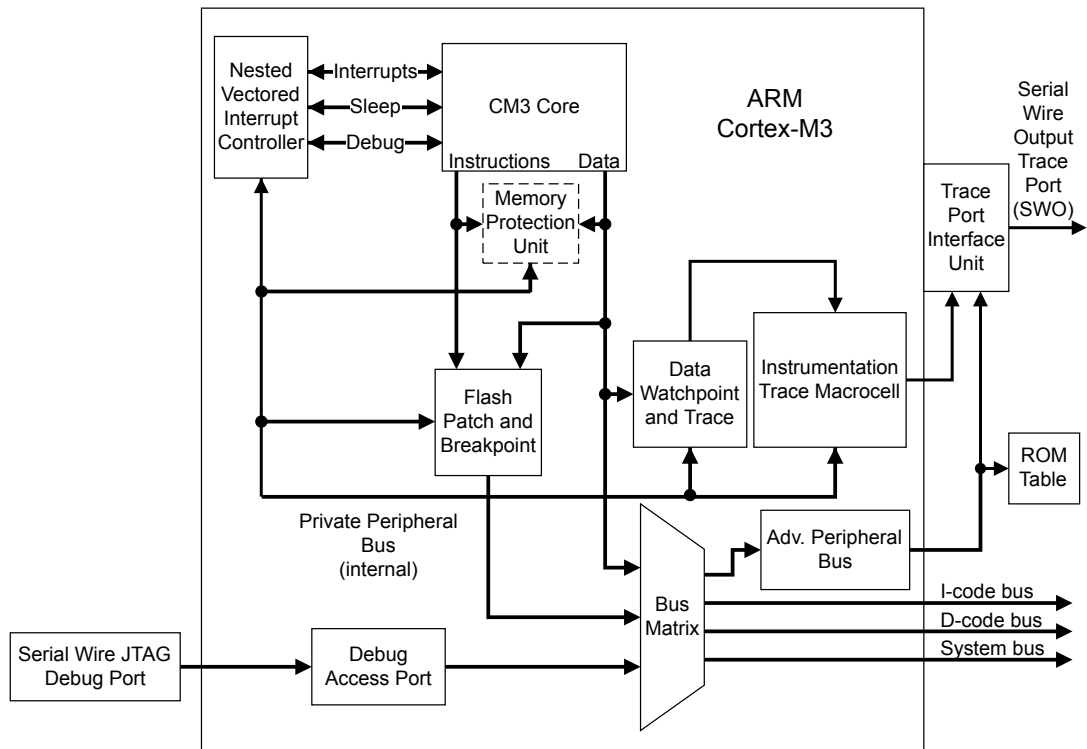 Nested
Vectored
Interrupt
Controller
Interrupts
Sleep
Debug
CM3 Core
Instructions
Data
ARM
Cortex-M3
Serial
Wire
Output
Trace
Port
(SWO)
Memory
Protection
Unit
Trace
Port
Interface
Unit
Flash
Patch and
Breakpoint
Data
Watchpoint
and Trace
Instrumentation
Trace Macrocell
ROM
Table
Private Peripheral
Bus
(internal)
Adv. Peripheral
Bus
Bus
Matrix
I-code bus
D-code bus
System bus
Serial Wire JTAG
Debug Port
Debug
Access Port